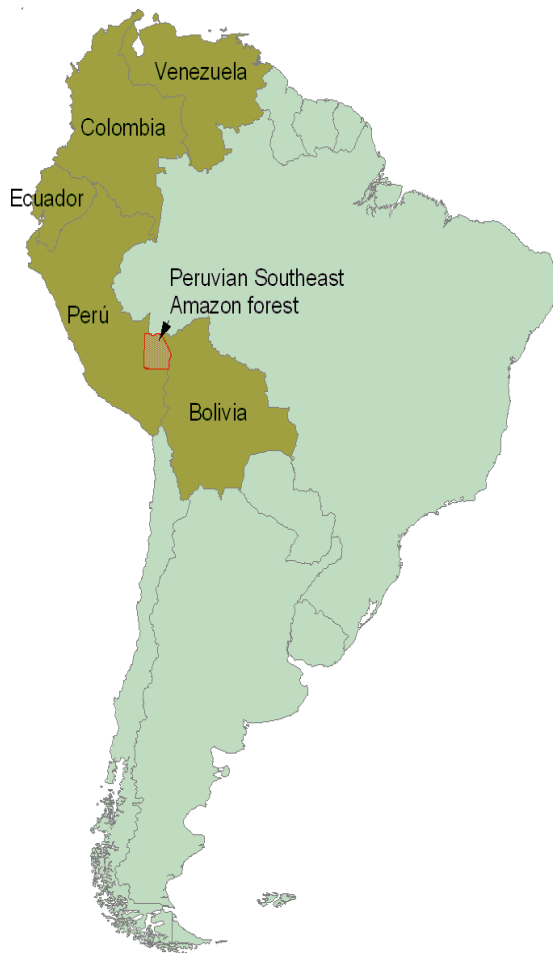 Venezuela
Colombia
Ecuador
Peruvian Southeast
Amazon forest
Perú
Bolivia